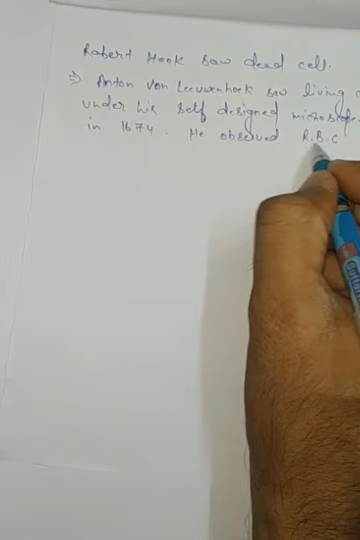 Robert Hook saw dead cell.
⇒ Anton Von Leeuwenhoek saw living
under his self designed microscope.
in 1674. He observed R.B.C